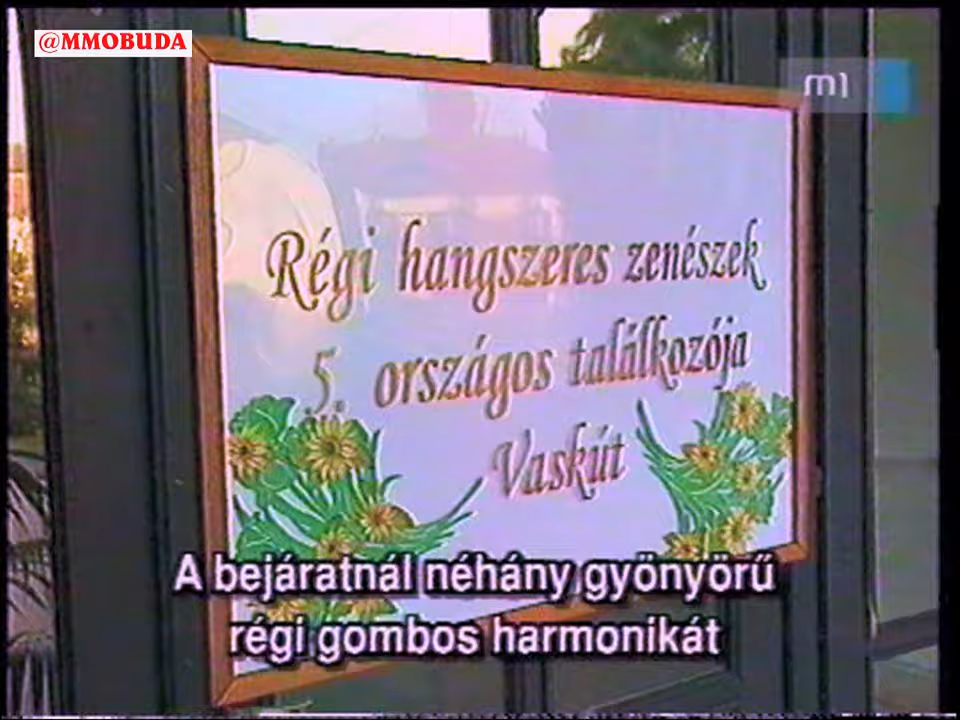 @MMOBUDA
m1
Régi hangszeres zenészek
5. országos találkozója
Vaskút
A bejáratnál néhány gyönyörű
régi gombos harmonikát